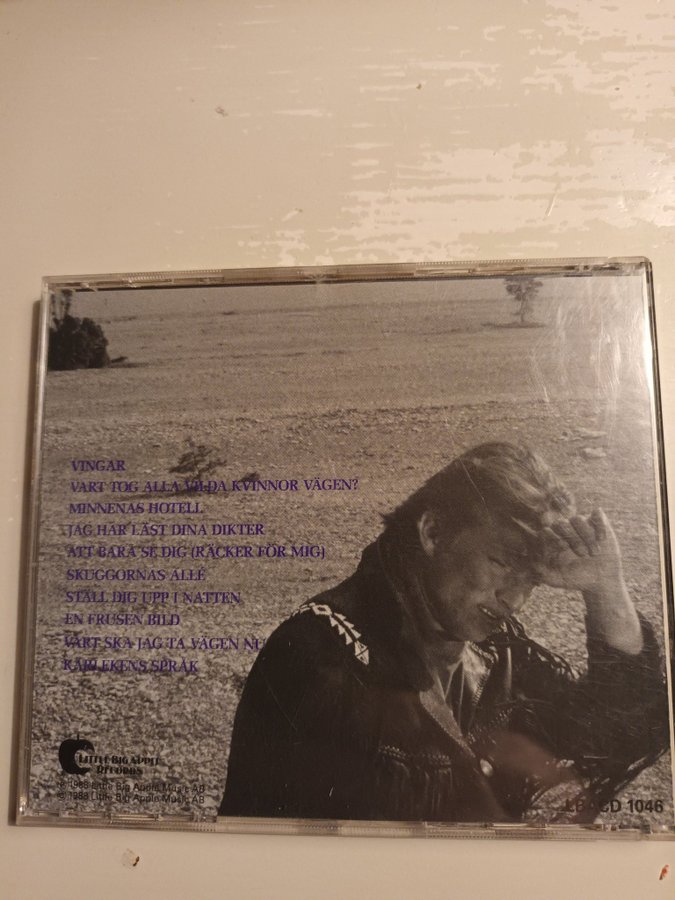 VINGAR
VART TOG ALLA VILDA KVINNOR VÄGEN?
MINNENAS HOTELL
JAG HAR LÄST DINA DIKTER
ATT BARA SE DIG (RÄCKER FÖR MIG)
SKUGGORNAS ALLÉ
STÄLL DIG UPP I NATTEN
EN FRUSEN BILD
VART SKA JAG TA VÄGEN NU
KÄRLEKENS SPRÅK
LITTLE BIG APPLE
RECORDS
℗ 1988 Little Big Apple Music AB
© 1988 Little Big Apple Music AB
1046